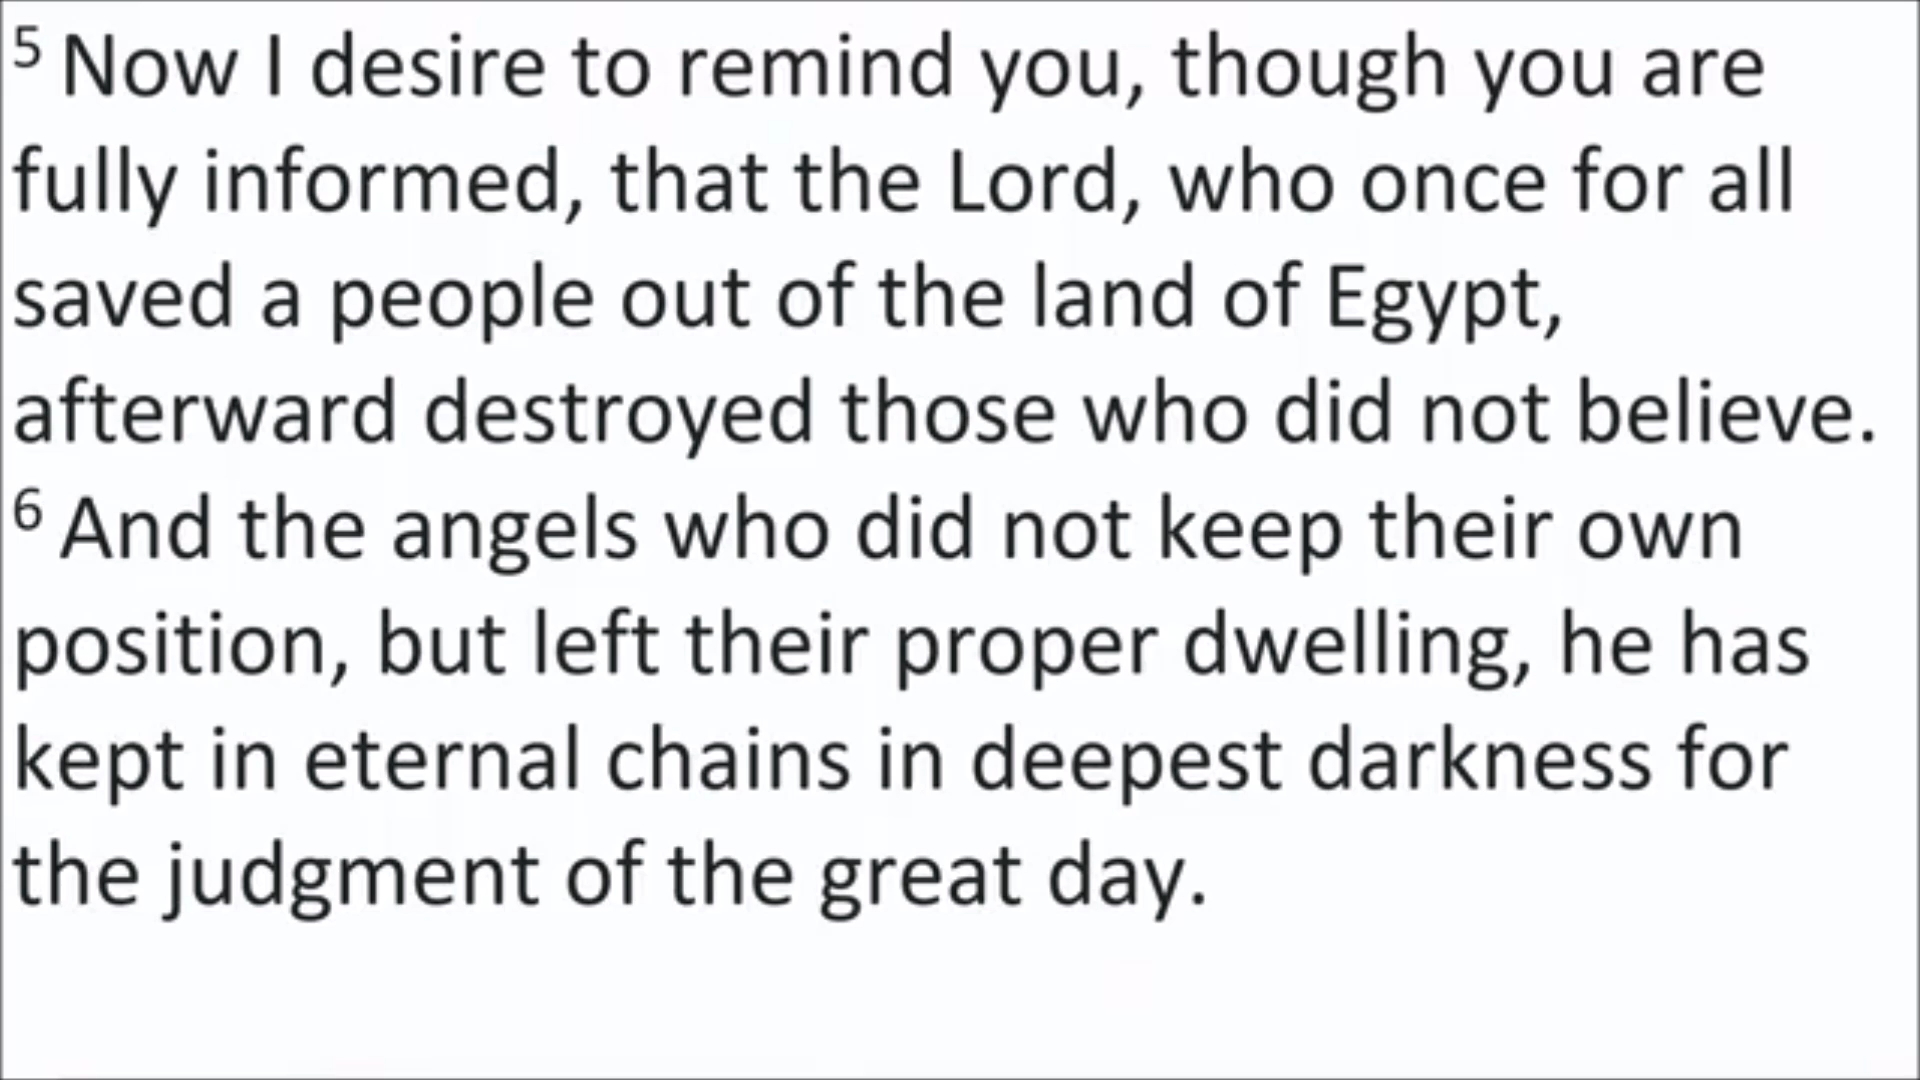 5 Now I desire to remind you, though you are
fully informed, that the Lord, who once for all
saved a people out of the land of Egypt,
afterward destroyed those who did not believe.
6 And the angels who did not keep their own
position, but left their proper dwelling, he has
kept in eternal chains in deepest darkness for
the judgment of the great day.